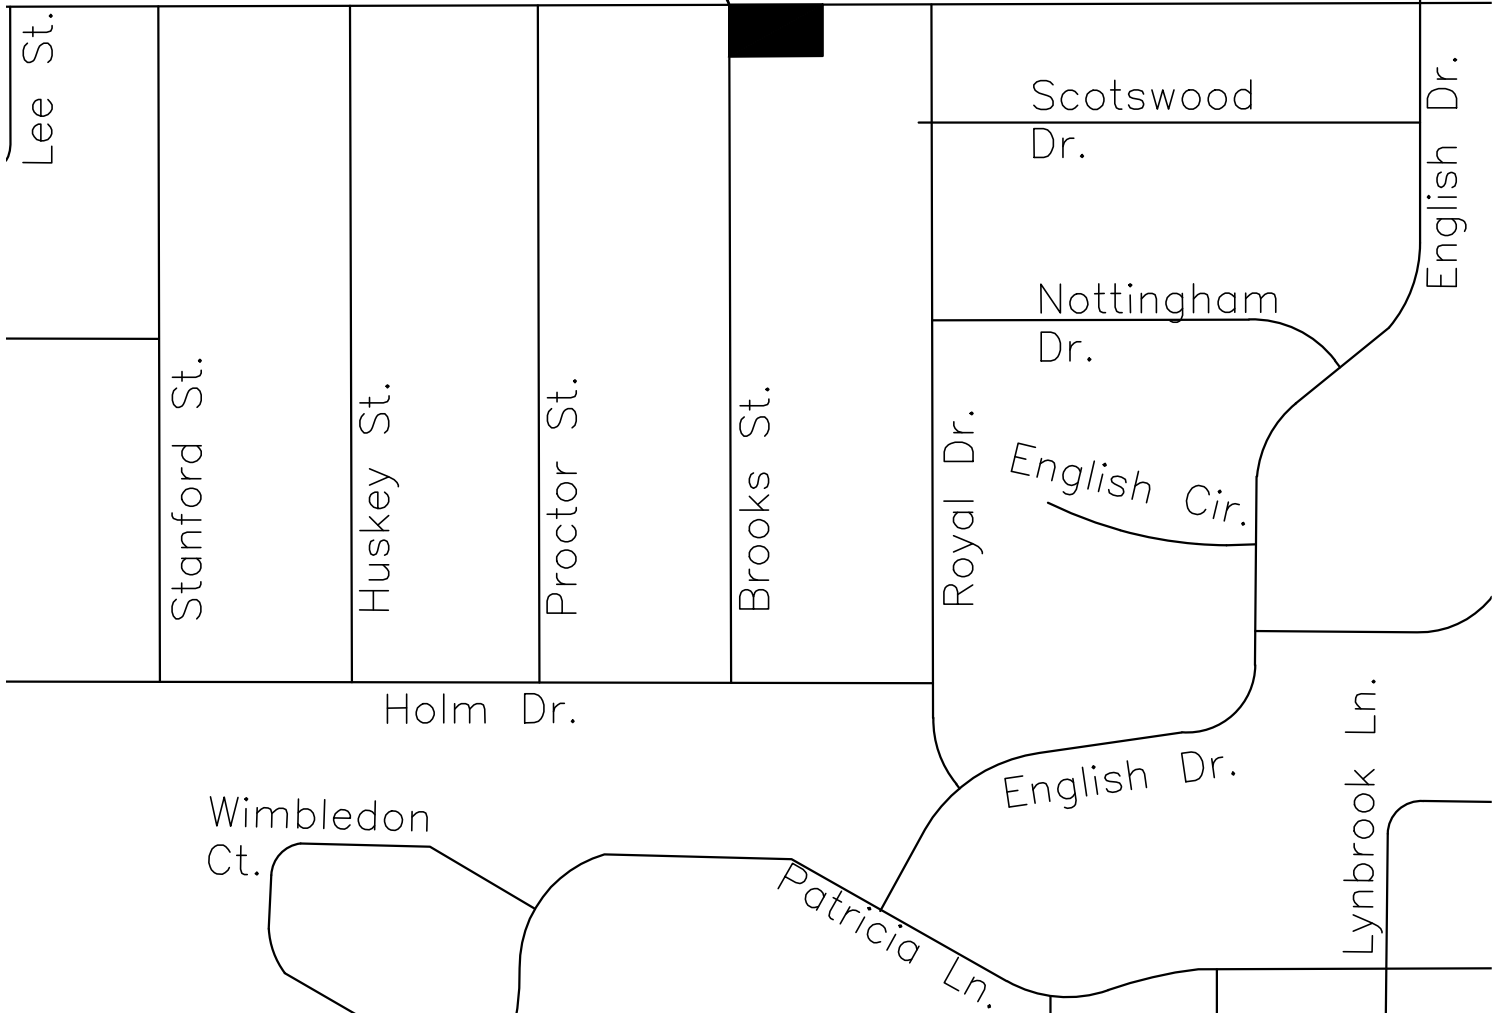 Lee St.
Scotswood
Dr.
English Dr.
Nottingham
Dr.
Stanford St.
Huskey St.
Proctor St.
Brooks St.
Royal Dr.
English Cir.
Holm Dr.
English Dr.
Lynbrook Ln.
Wimbledon
Ct.
Patricia Ln.